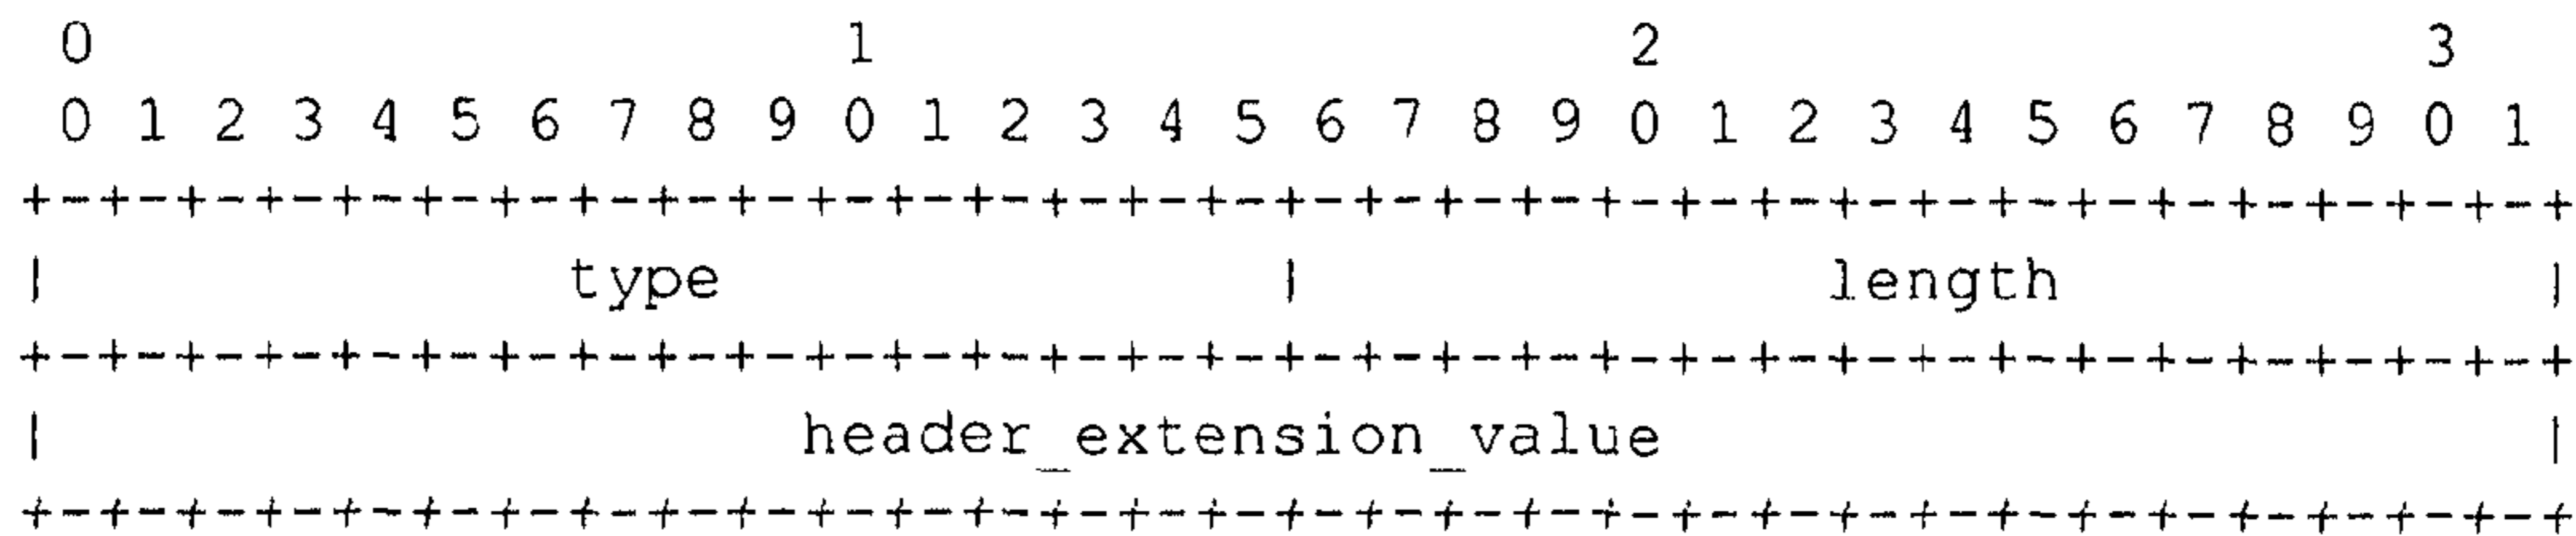 0                   1                   2                   3
 0 1 2 3 4 5 6 7 8 9 0 1 2 3 4 5 6 7 8 9 0 1 2 3 4 5 6 7 8 9 0 1
+-+-+-+-+-+-+-+-+-+-+-+-+-+-+-+-+-+-+-+-+-+-+-+-+-+-+-+-+-+-+-+-+
|             type              |            length             |
+-+-+-+-+-+-+-+-+-+-+-+-+-+-+-+-+-+-+-+-+-+-+-+-+-+-+-+-+-+-+-+-+
|                   header_extension_value                      |
+-+-+-+-+-+-+-+-+-+-+-+-+-+-+-+-+-+-+-+-+-+-+-+-+-+-+-+-+-+-+-+-+